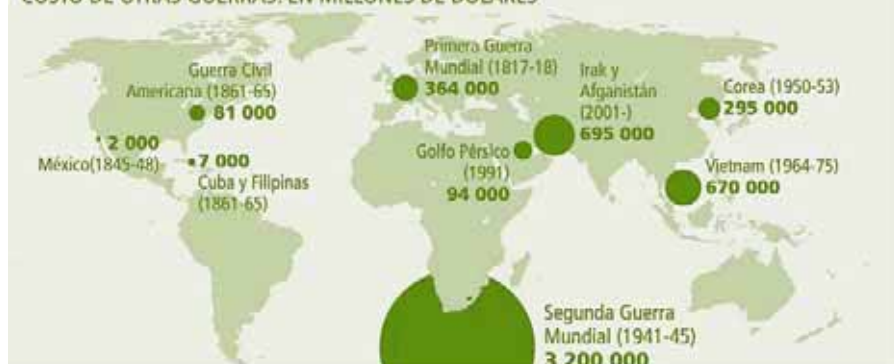 COSTO DE OTRAS GUERRAS: EN MILLONES DE DÓLARES
Guerra Civil
Americana (1861-65)
81 000
2 000
México(1845-48)
7 000
Cuba y Filipinas
(1861-65)
Primera Guerra
Mundial (1817-18)
364 000
Golfo Pérsico
(1991)
94 000
Irak y
Afganistán
(2001-)
695 000
Corea (1950-53)
295 000
Vietnam (1964-75)
670 000
Segunda Guerra
Mundial (1941-45)
3 200 000